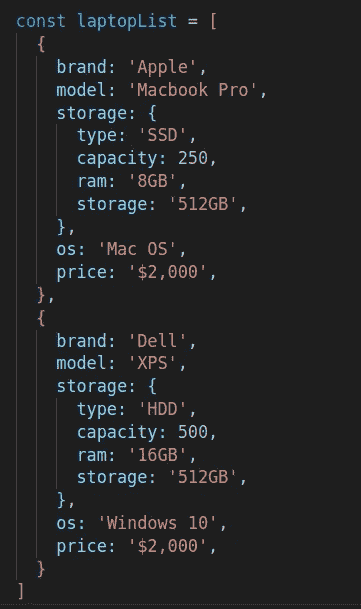 const laptopList = [
  {
    brand: 'Apple',
    model: 'Macbook Pro',
    storage: {
      type: 'SSD',
      capacity: 250,
      ram: '8GB',
      storage: '512GB',
    },
    os: 'Mac OS',
    price: '$2,000',
  },
  {
    brand: 'Dell',
    model: 'XPS',
    storage: {
      type: 'HDD',
      capacity: 500,
      ram: '16GB',
      storage: '512GB',
    },
    os: 'Windows 10',
    price: '$2,000',
  }
]